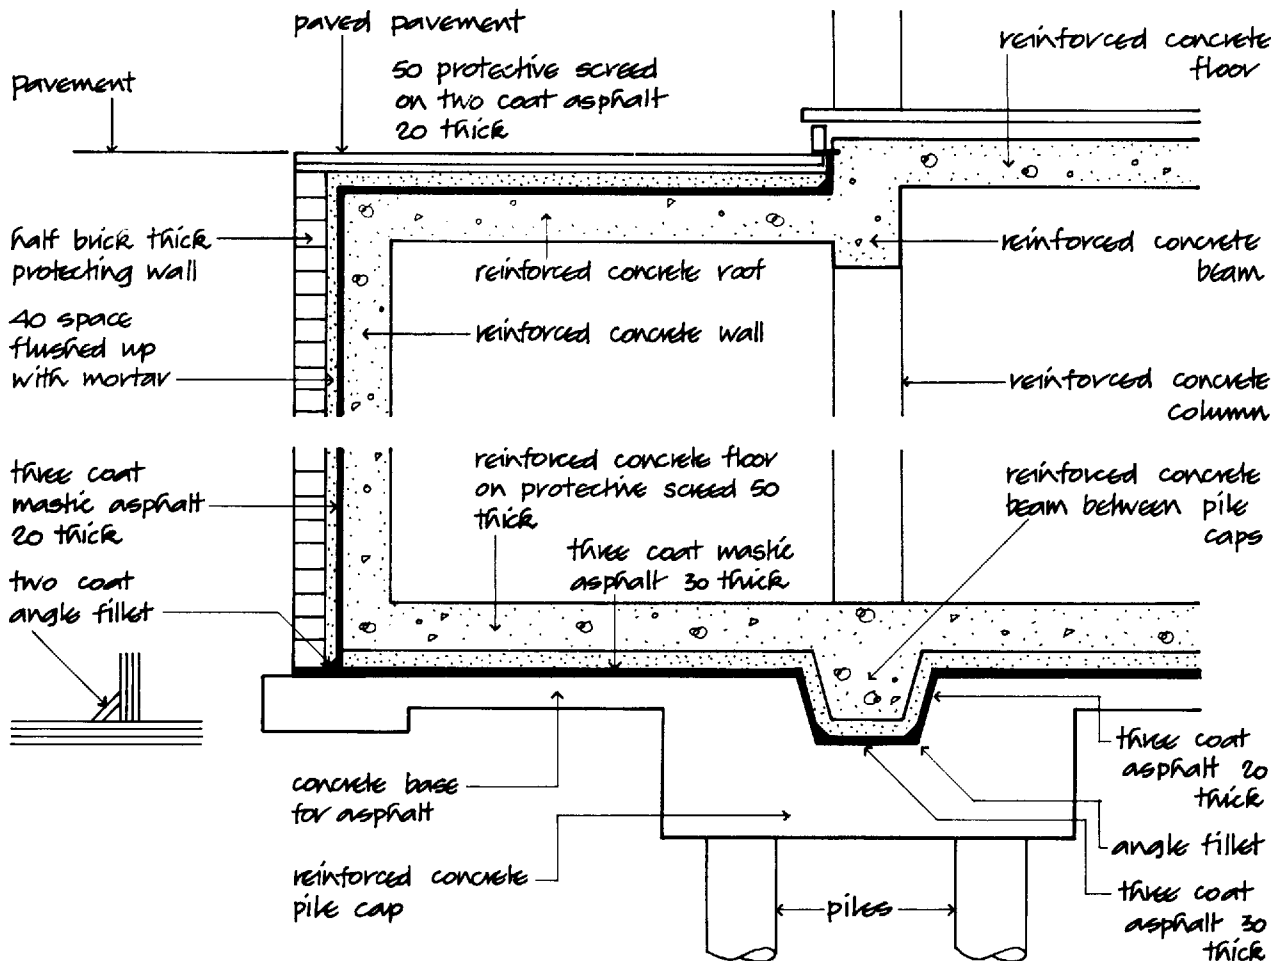 paved pavement
pavement
50 protective screed
on two coat asphalt
20 thick
reinforced concrete
floor
half brick thick
protecting wall
reinforced concrete roof
reinforced concrete
beam
40 space
flushed up
with mortar
reinforced concrete wall
reinforced concrete
column
three coat
mastic asphalt
20 thick
reinforced concrete floor
on protective screed 50
thick
reinforced concrete
beam between pile
caps
three coat mastic
asphalt 30 thick
two coat
angle fillet
concrete base
for asphalt
three coat
asphalt 20
thick
angle fillet
reinforced concrete
pile cap
piles
three coat
asphalt 30
thick